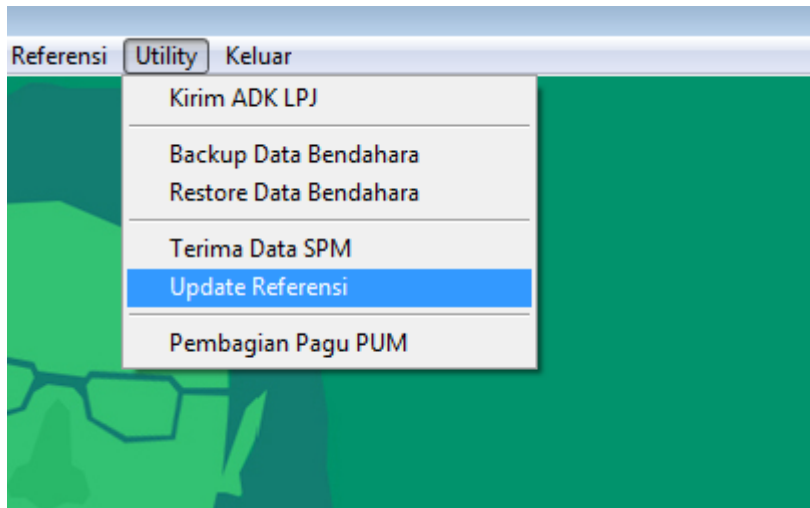 Referensi Utility Keluar
Kirim ADK LPJ
Backup Data Bendahara
Restore Data Bendahara
Terima Data SPM
Update Referensi
Pembagian Pagu PUM